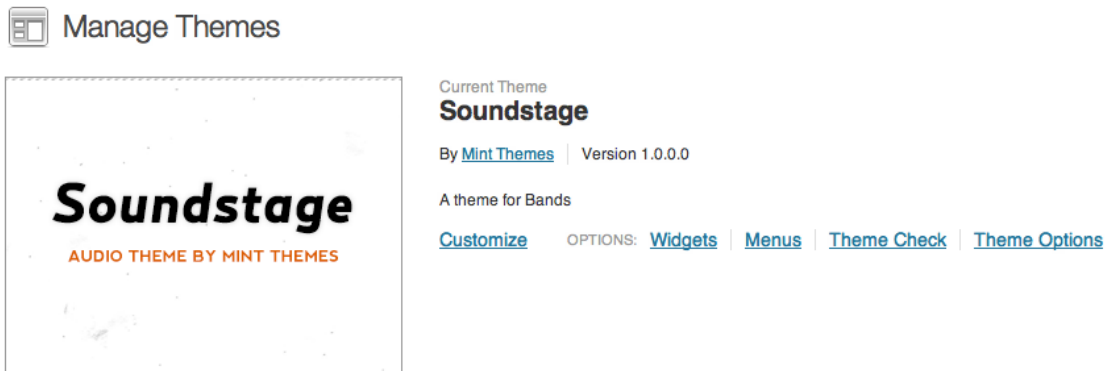 Manage Themes
Soundstage
AUDIO THEME BY MINT THEMES
Current Theme
Soundstage
By Mint Themes Version 1.0.0.0
A theme for Bands
Customize OPTIONS: Widgets Menus Theme Check Theme Options